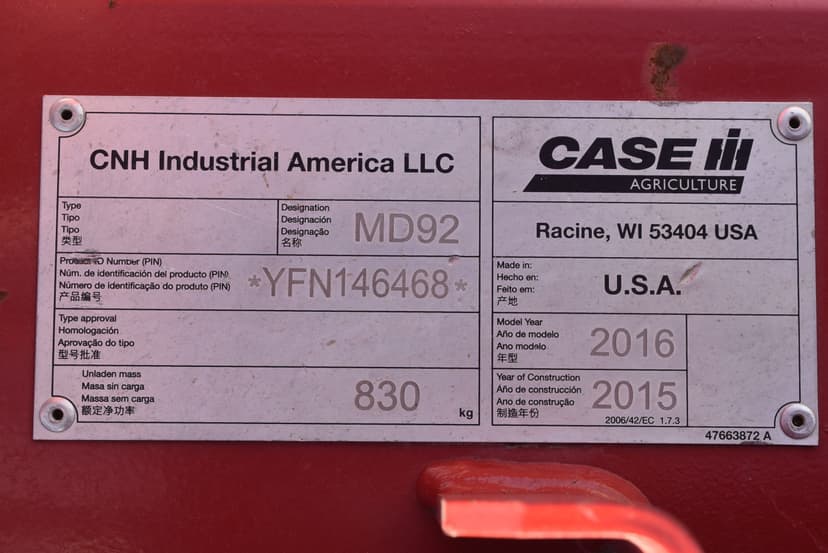 CNH Industrial America LLC
Type
Tipo
Tipo
类型
Designation
Designación
Designação
名称
MD92
Product ID Number (PIN)
Núm. de identificación del producto (PIN)
Número de identificação do produto (PIN)
产品编号
*YFN146468*
Type approval
Homologación
Aprovação do tipo
型号批准
Unladen mass
Masa sin carga
Massa sem carga
额定净功率
830
kg
CASE IH
AGRICULTURE
Racine, WI 53404 USA
Made in:
Hecho en:
Feito em:
产地
U.S.A.
Model Year
Año de modelo
Ano modelo
年型
2016
Year of Construction
Año de construcción
Ano de construção
制造年份
2015
2006/42/EC 1.7.3
47663872 A